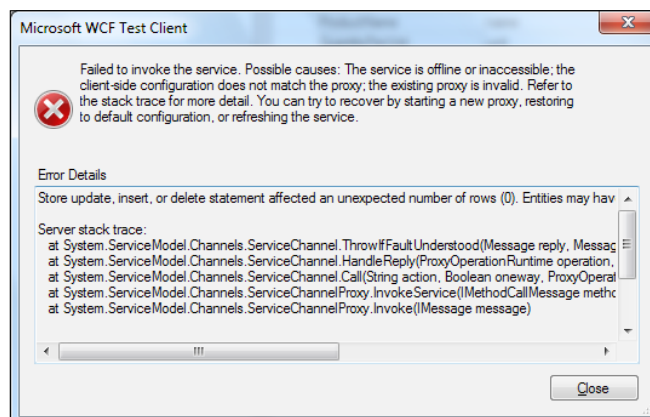 Microsoft WCF Test Client
Failed to invoke the service. Possible causes: The service is offline or inaccessible; the
client-side configuration does not match the proxy; the existing proxy is invalid. Refer to
the stack trace for more detail. You can try to recover by starting a new proxy, restoring
to default configuration, or refreshing the service.
Error Details
Store update, insert, or delete statement affected an unexpected number of rows (0). Entities may hav
Server stack trace:
at System.ServiceModel.Channels.ServiceChannel.ThrowIfFaultUnderstood(Message reply, Messag
at System.ServiceModel.Channels.ServiceChannel.HandleReply(ProxyOperationRuntime operation,
at System.ServiceModel.Channels.ServiceChannel.Call(String action, Boolean oneway, ProxyOperat
at System.ServiceModel.Channels.ServiceChannelProxy.InvokeService(IMethodCallMessage metho
at System.ServiceModel.Channels.ServiceChannelProxy.Invoke(IMessage message)
Close